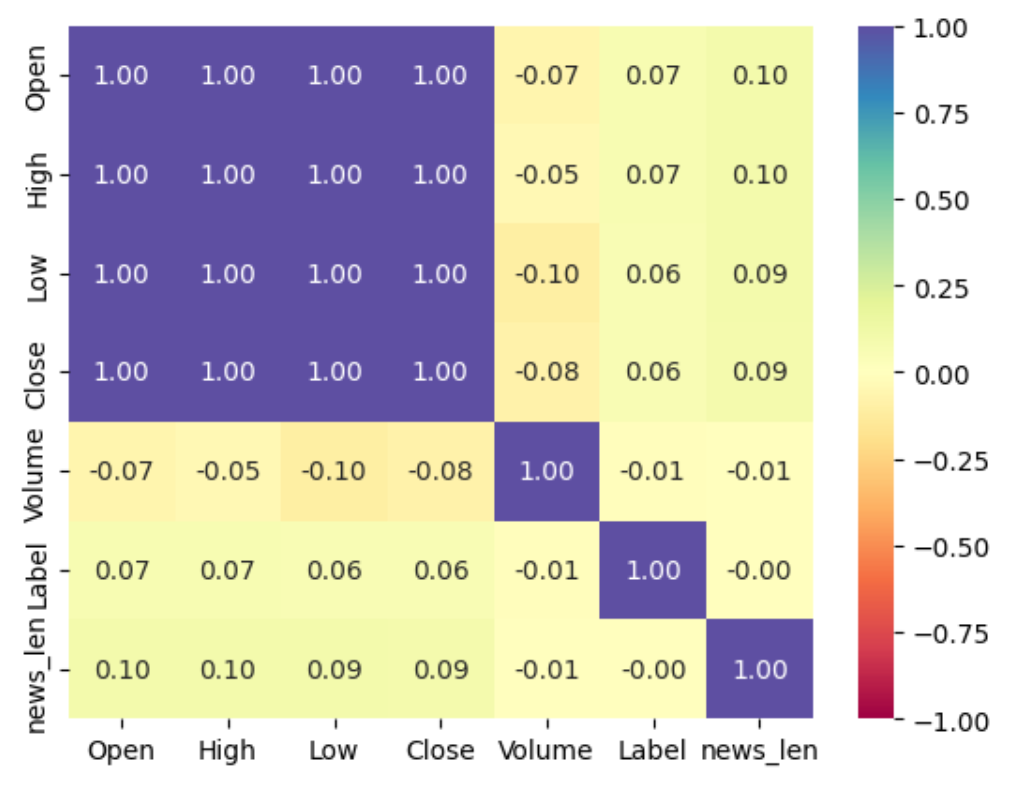 Open 1.00 1.00 1.00 1.00 -0.07 0.07 0.10
High 1.00 1.00 1.00 1.00 -0.05 0.07 0.10
Low 1.00 1.00 1.00 1.00 -0.10 0.06 0.09
Close 1.00 1.00 1.00 1.00 -0.08 0.06 0.09
Volume -0.07 -0.05 -0.10 -0.08 1.00 -0.01 -0.01
Label 0.07 0.07 0.06 0.06 -0.01 1.00 -0.00
news_len 0.10 0.10 0.09 0.09 -0.01 -0.00 1.00
Open High Low Close Volume Label news_len
1.00
0.75
0.50
0.25
0.00
−0.25
−0.50
−0.75
−1.00